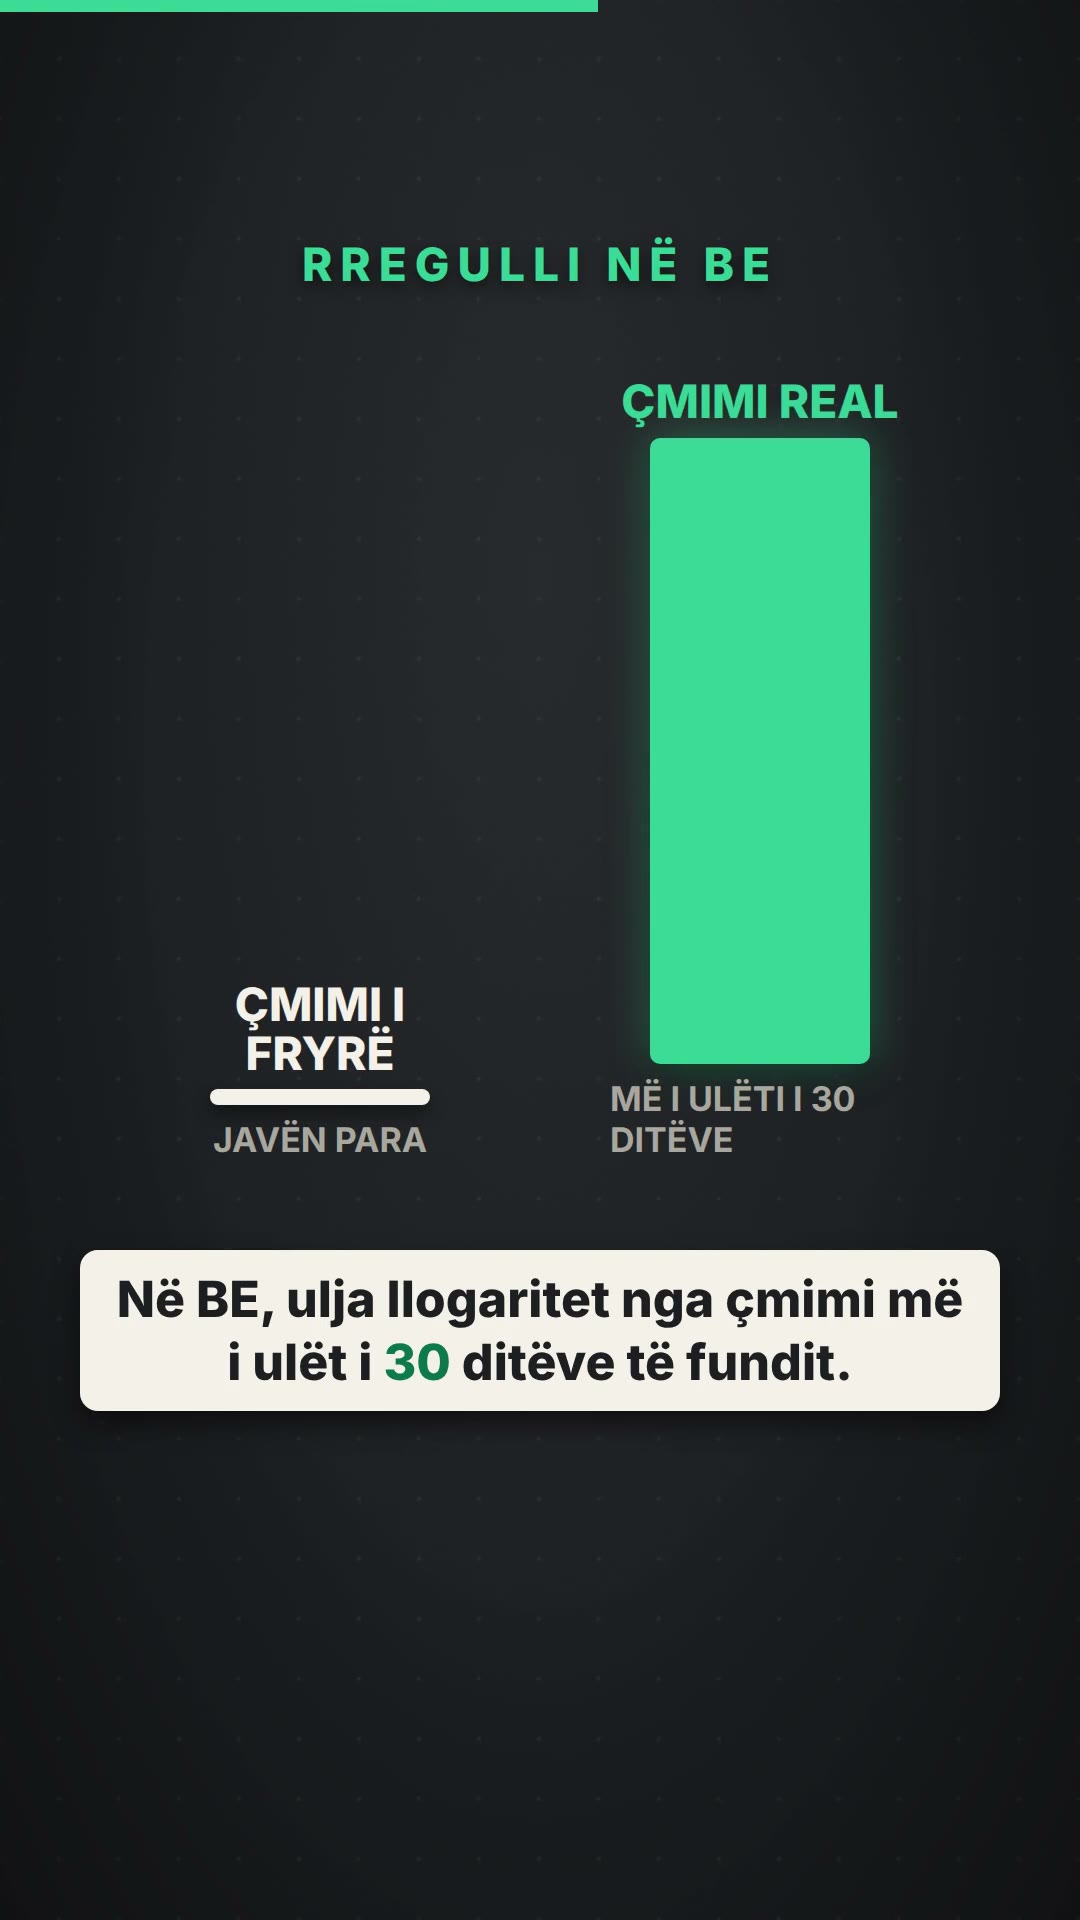 RREGULLI NË BE
ÇMIMI REAL
ÇMIMI I
FRYRË
JAVËN PARA
MË I ULËTI I 30
DITËVE
Në BE, ulja llogaritet nga çmimi më
i ulët i 30 ditëve të fundit.